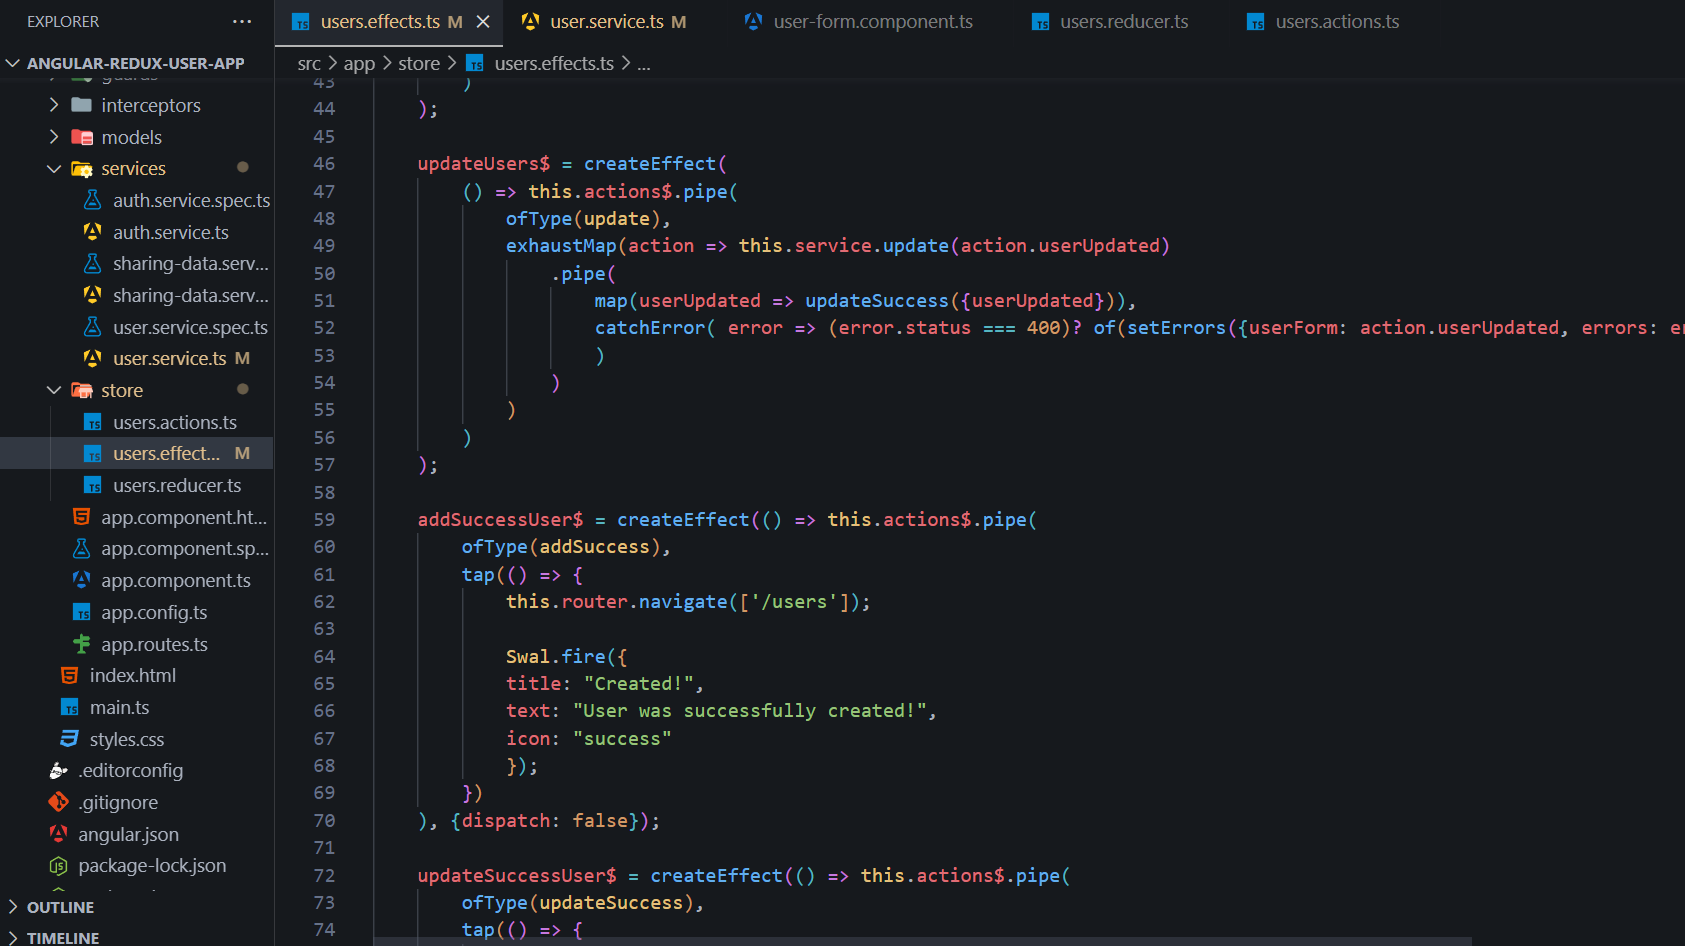 EXPLORER
···
ANGULAR-REDUX-USER-APP
guards
interceptors
models
services
auth.service.spec.ts
auth.service.ts
sharing-data.serv...
sharing-data.serv...
user.service.spec.ts
user.service.ts M
store
users.actions.ts
users.effect... M
users.reducer.ts
app.component.ht...
app.component.sp...
app.component.ts
app.config.ts
app.routes.ts
index.html
main.ts
styles.css
.editorconfig
.gitignore
angular.json
package-lock.json
OUTLINE
TIMELINE
users.effects.ts M
user.service.ts M
user-form.component.ts
users.reducer.ts
users.actions.ts
src > app > store > users.effects.ts > ...
43 )
44 );
45
46 updateUsers$ = createEffect(
47 () => this.actions$.pipe(
48 ofType(update),
49 exhaustMap(action => this.service.update(action.userUpdated)
50 .pipe(
51 map(userUpdated => updateSuccess({userUpdated})),
52 catchError( error => (error.status === 400)? of(setErrors({userForm: action.userUpdated, errors:
53 )
54 )
55 )
56 )
57 );
58
59 addSuccessUser$ = createEffect(() => this.actions$.pipe(
60 ofType(addSuccess),
61 tap(() => {
62 this.router.navigate(['/users']);
63
64 Swal.fire({
65 title: "Created!",
66 text: "User was successfully created!",
67 icon: "success"
68 });
69 })
70 ), {dispatch: false});
71
72 updateSuccessUser$ = createEffect(() => this.actions$.pipe(
73 ofType(updateSuccess),
74 tap(() => {